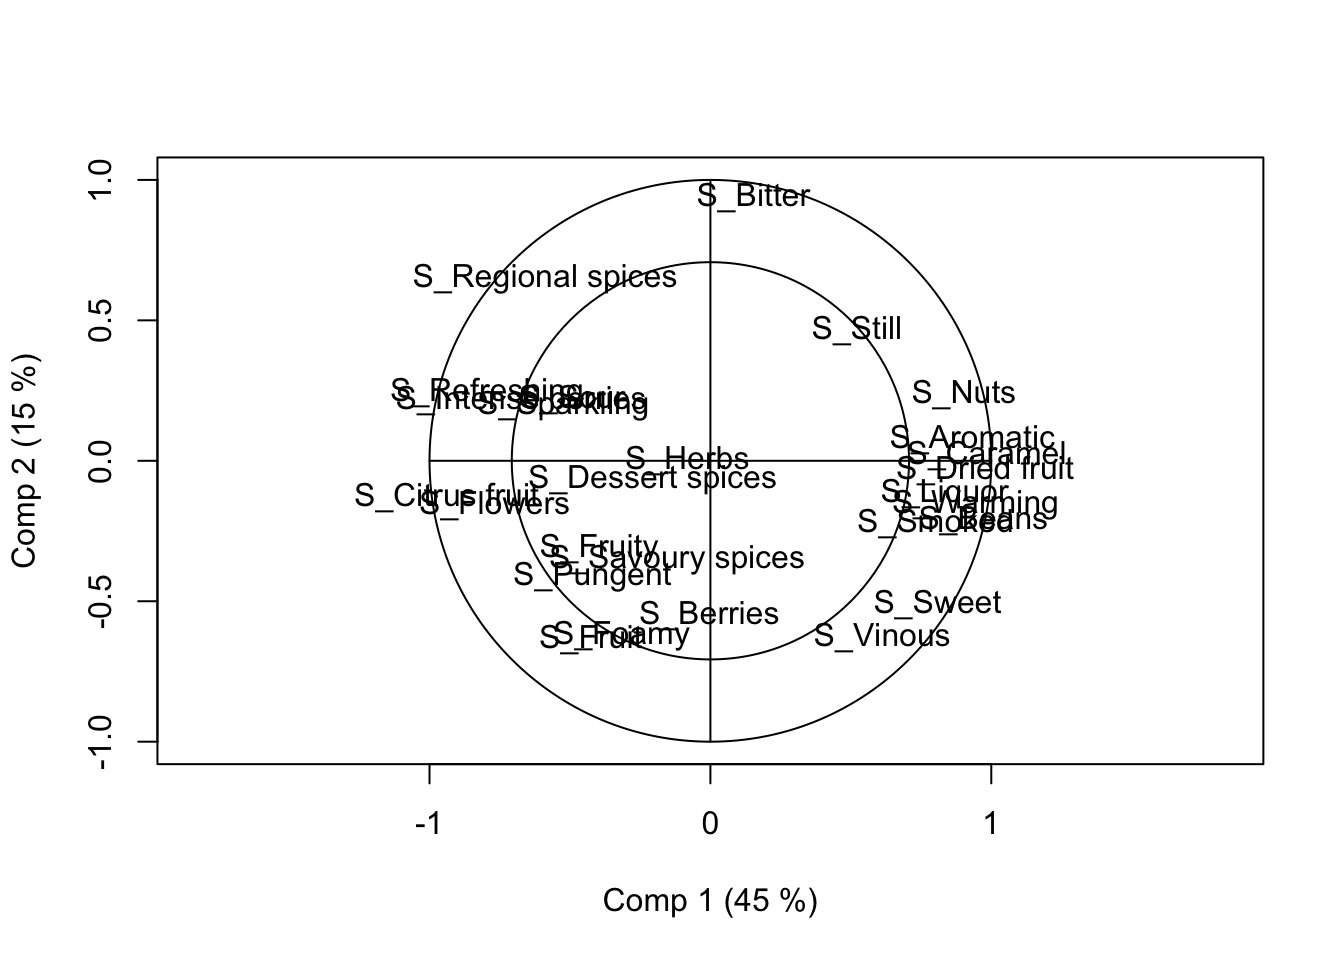 1.0
S_Bitter
S_Regional spices
0.5
S_Still
S_Refreshing
S_Sour
S_Nuts
S_Intense
S_Sparkling
S_Aromatic
S_Caramel
0.0
S_Herbs
S_Dried fruit
S_Dessert spices
S_Liquor
S_Citrus fruit
S_Flowers
S_Warming
S_Beans
S_Smoked
S_Fruity
S_Savoury spices
S_Pungent
-0.5
S_Sweet
S_Berries
S_Foamy
S_Fruit
S_Vinous
-1.0
Comp 2 (15 %)
-1
0
1
Comp 1 (45 %)